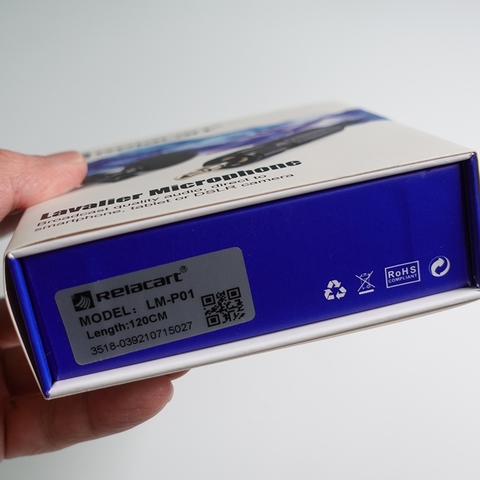 Lavalier Microphone
Broadcast quality audio, direct to
smartphone, tablet or DSLR camera
Relacart®
MODEL: LM-P01
Length:120CM
3518-039210715027
RoHS
COMPLIANT